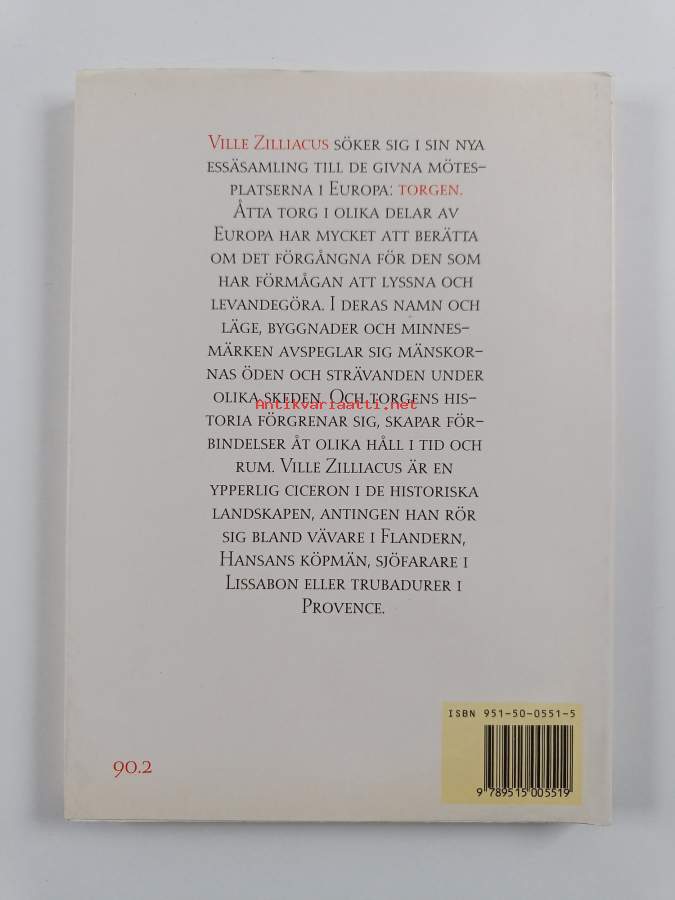 Ville Zilliacus söker sig i sin nya
essäsamling till de givna mötes-
platserna i Europa: torgen.
Åtta torg i olika delar av
Europa har mycket att berätta
om det förgångna för den som
har förmågan att lyssna och
levandegöra. I deras namn och
läge, byggnader och minnes-
märken avspeglar sig mänskor-
nas öden och strävanden under
olika skeden. Och torgens his-
Antikvariaatti.net
toria förgrenar sig, skapar för-
bindelser åt olika håll i tid och
rum. Ville Zilliacus är en
ypperlig ciceron i de historiska
landskapen, antingen han rör
sig bland vävare i Flandern,
Hansans köpmän, sjöfarare i
Lissabon eller trubadurer i
Provence.
ISBN 951-50-0551-5
9 789515 005519
90.2